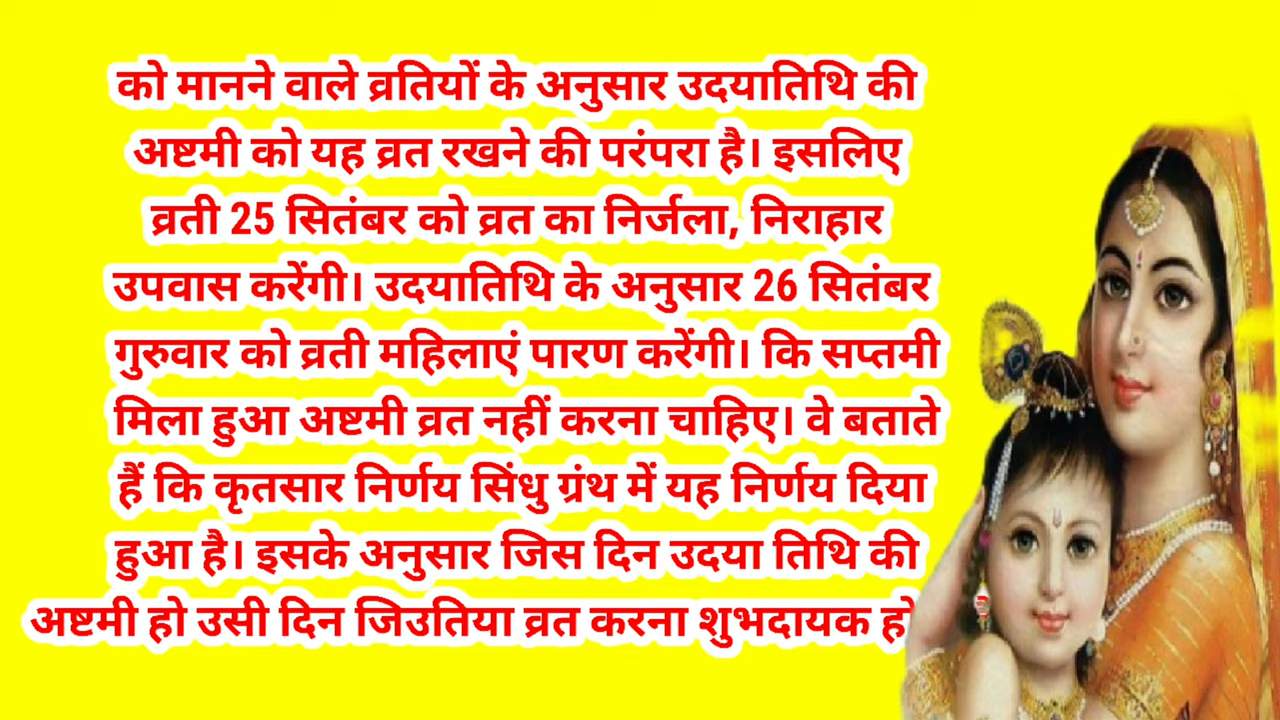 को मानने वाले व्रतियों के अनुसार उदयातिथि की
अष्टमी को यह व्रत रखने की परंपरा है। इसलिए
व्रती 25 सितंबर को व्रत का निर्जला, निराहार
उपवास करेंगी। उदयातिथि के अनुसार 26 सितंबर
गुरुवार को व्रती महिलाएं पारण करेंगी। कि सप्तमी
मिला हुआ अष्टमी व्रत नहीं करना चाहिए। वे बताते
हैं कि कृतसार निर्णय सिंधु ग्रंथ में यह निर्णय दिया
हुआ है। इसके अनुसार जिस दिन उदया तिथि की
अष्टमी हो उसी दिन जिउतिया व्रत करना शुभदायक हो